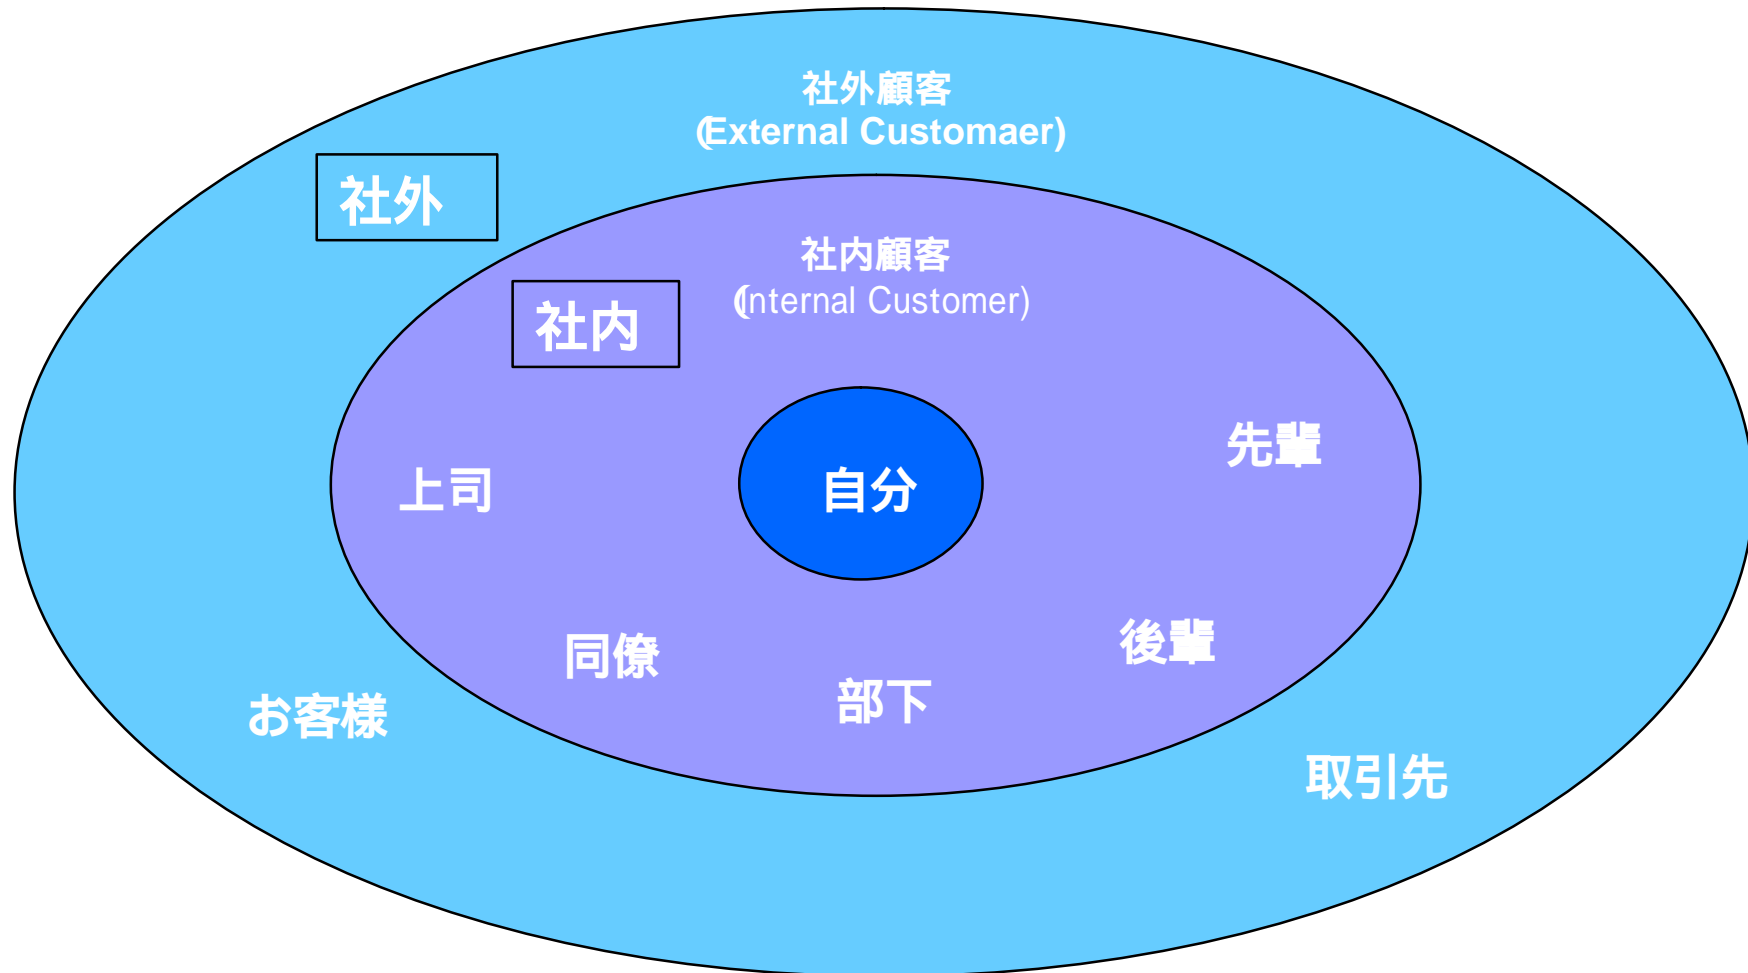 社外顧客
(External Customaer)
社外
社内顧客
(Internal Customer)
社内
先輩
上司
自分
後輩
同僚
部下
お客様
取引先